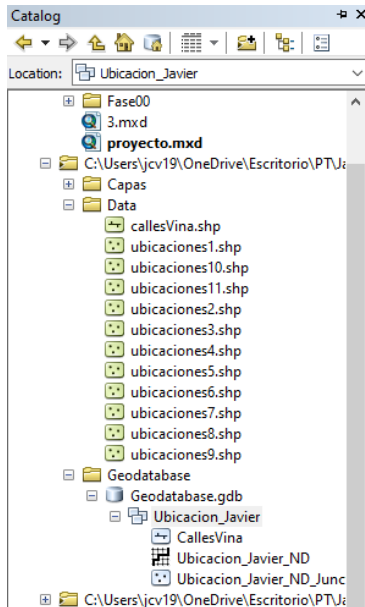 Catalog
Location: Ubicacion_Javier
Fase00
3.mxd
proyecto.mxd
C:\Users\jcv19\OneDrive\Escritorio\PT\Ja
Capas
Data
callesVina.shp
ubicaciones1.shp
ubicaciones10.shp
ubicaciones11.shp
ubicaciones2.shp
ubicaciones3.shp
ubicaciones4.shp
ubicaciones5.shp
ubicaciones6.shp
ubicaciones7.shp
ubicaciones8.shp
ubicaciones9.shp
Geodatabase
Geodatabase.gdb
Ubicacion_Javier
CallesVina
Ubicacion_Javier_ND
Ubicacion_Javier_ND_Junc
C:\Users\jcv19\OneDrive\Escritorio\PT\Ja